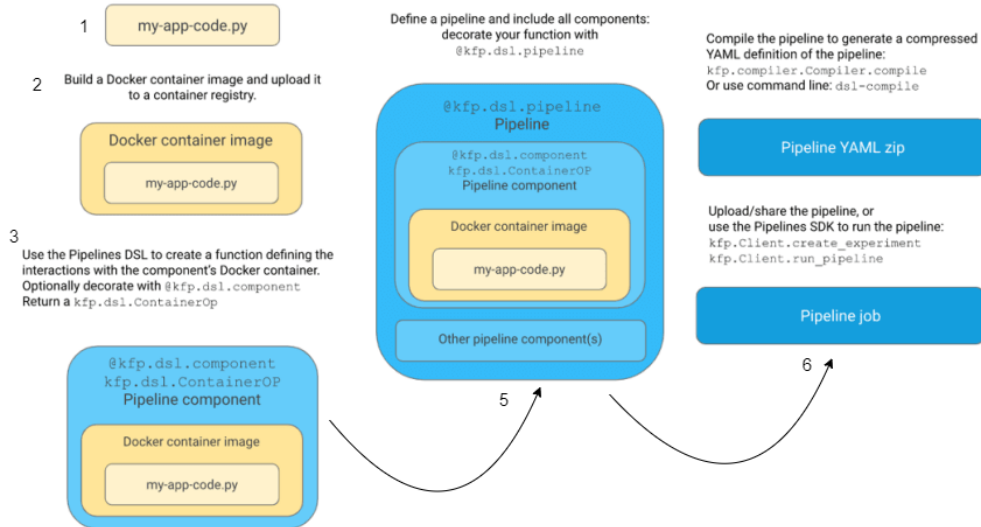 1
my-app-code.py
2
Build a Docker container image and upload it
to a container registry.
Docker container image
my-app-code.py
3
Use the Pipelines DSL to create a function defining the
interactions with the component's Docker container.
Optionally decorate with @kfp.dsl.component
Return a kfp.dsl.ContainerOp
@kfp.dsl.component
kfp.dsl.ContainerOP
Pipeline component
Docker container image
my-app-code.py
Define a pipeline and include all components:
decorate your function with
@kfp.dsl.pipeline
@kfp.dsl.pipeline
Pipeline
@kfp.dsl.component
kfp.dsl.ContainerOP
Pipeline component
Docker container image
my-app-code.py
Other pipeline component(s)
5
Compile the pipeline to generate a compressed
YAML definition of the pipeline:
kfp.compiler.Compiler.compile
Or use command line: dsl-compile
Pipeline YAML zip
Upload/share the pipeline, or
use the Pipelines SDK to run the pipeline:
kfp.Client.create_experiment
kfp.Client.run_pipeline
Pipeline job
6